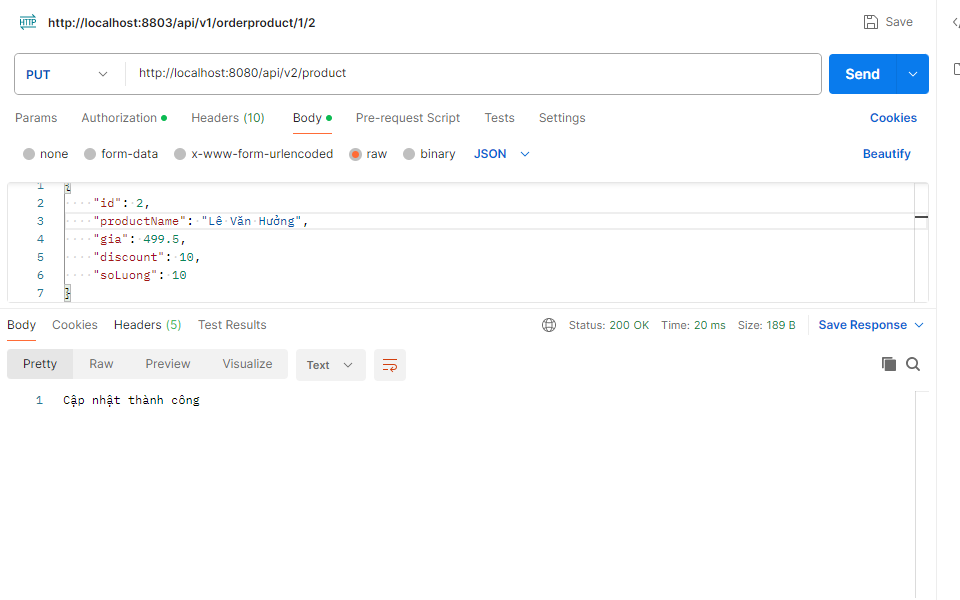 HTTP http://localhost:8803/api/v1/orderproduct/1/2 Save
PUT http://localhost:8080/api/v2/product Send
Params Authorization Headers (10) Body Pre-request Script Tests Settings Cookies
none form-data x-www-form-urlencoded raw binary JSON Beautify
1 {
2 "id": 2,
3 "productName": "Lê Văn Hưởng",
4 "gia": 499.5,
5 "discount": 10,
6 "soLuong": 10
7 }
Body Cookies Headers (5) Test Results Status: 200 OK Time: 20 ms Size: 189 B Save Response
Pretty Raw Preview Visualize Text
1 Cập nhật thành công